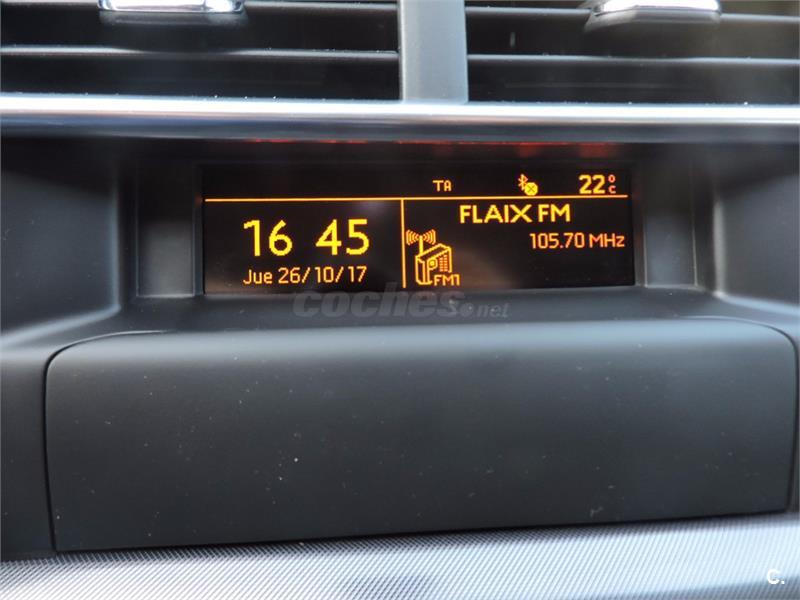 TA 22°C
16 45
Jue 26/10/17
FLAIX FM
105.70 MHz
FM1
coches.net
c.